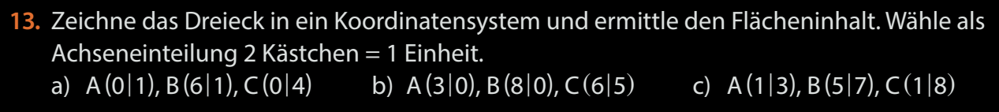 13. Zeichne das Dreieck in ein Koordinatensystem und ermittle den Flächeninhalt. Wähle als
Achseneinteilung 2 Kästchen = 1 Einheit.
a) A(0|1), B(6|1), C(0|4) b) A(3|0), B(8|0), C(6|5) c) A(1|3), B(5|7), C(1|8)